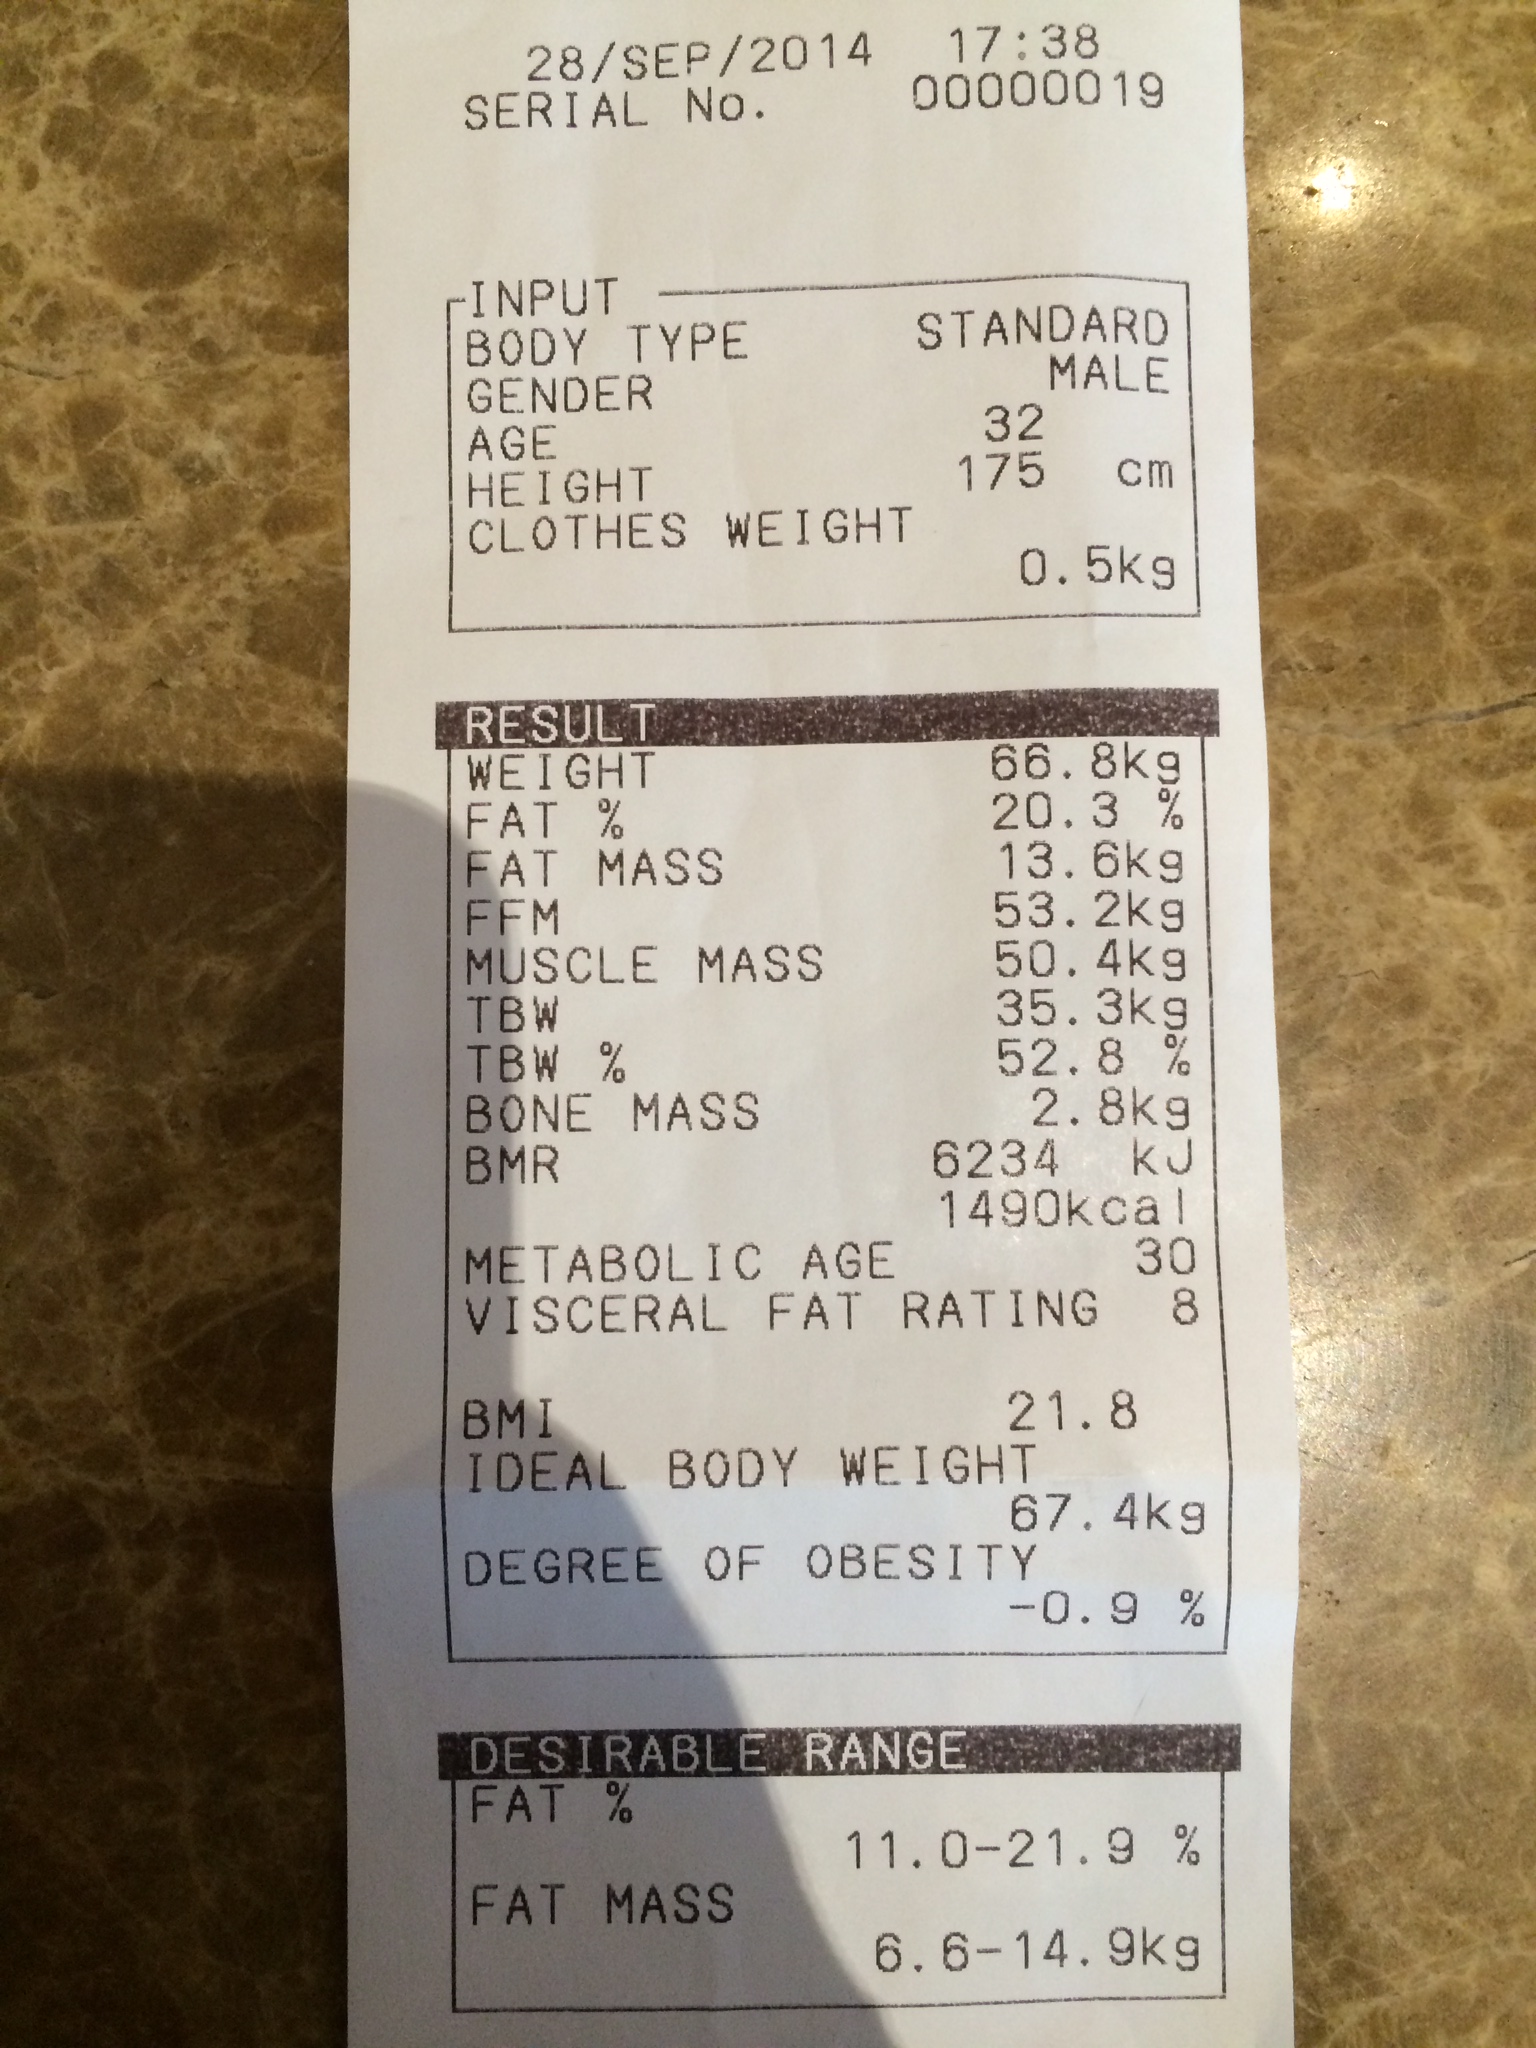 28/SEP/2014 17:38
SERIAL No. 00000019
INPUT
BODY TYPE STANDARD
GENDER MALE
AGE 32
HEIGHT 175 cm
CLOTHES WEIGHT
0.5kg
RESULT
WEIGHT 66.8kg
FAT % 20.3 %
FAT MASS 13.6kg
FFM 53.2kg
MUSCLE MASS 50.4kg
TBW 35.3kg
TBW % 52.8 %
BONE MASS 2.8kg
BMR 6234 kJ
1490kcal
METABOLIC AGE 30
VISCERAL FAT RATING 8
BMI 21.8
IDEAL BODY WEIGHT
67.4kg
DEGREE OF OBESITY
-0.9 %
DESIRABLE RANGE
FAT %
11.0-21.9 %
FAT MASS
6.6-14.9kg